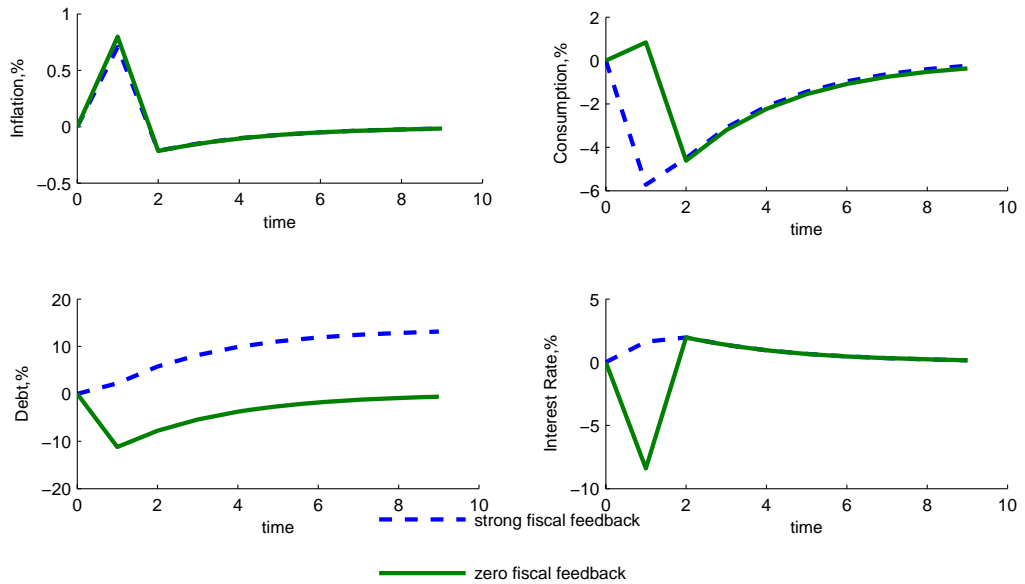 Inflation,%
1
0.5
0
−0.5
0 2 4 6 8 10
time
Consumption,%
2
0
−2
−4
−6
0 2 4 6 8 10
time
Debt,%
20
10
0
−10
−20
0 2 4 6 8 10
time
Interest Rate,%
5
0
−5
−10
0 2 4 6 8 10
time
strong fiscal feedback
zero fiscal feedback